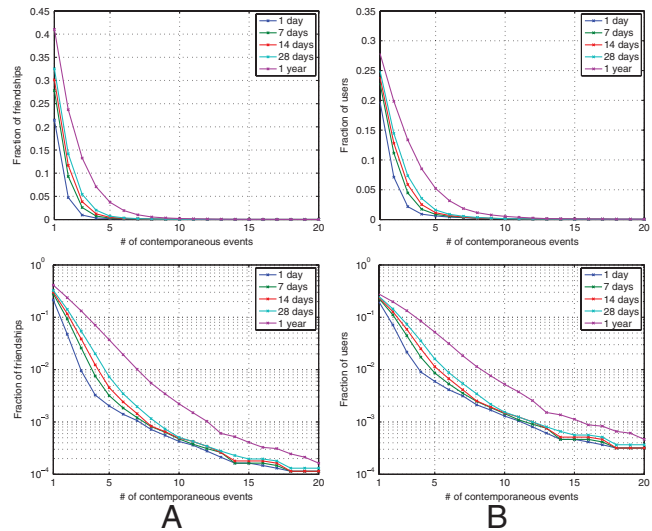 0.45
0.4
0.35
0.3
0.25
0.2
0.15
0.1
0.05
0
Fraction of friendships
1 5 10 15 20
# of contemporaneous events
1 day
7 days
14 days
28 days
1 year
0.35
0.3
0.25
0.2
0.15
0.1
0.05
0
Fraction of users
1 5 10 15 20
# of contemporaneous events
1 day
7 days
14 days
28 days
1 year
10^0
10^-1
10^-2
10^-3
10^-4
Fraction of friendships
1 5 10 15 20
# of contemporaneous events
1 day
7 days
14 days
28 days
1 year
A
10^0
10^-1
10^-2
10^-3
10^-4
Fraction of users
1 5 10 15 20
# of contemporaneous events
1 day
7 days
14 days
28 days
1 year
B